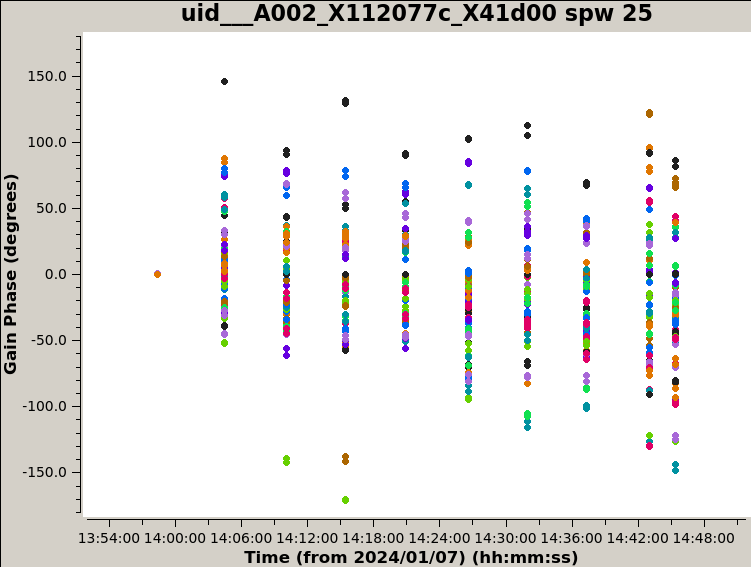 uid___A002_X112077c_X41d00 spw 25
Gain Phase (degrees)
150.0
100.0
50.0
0.0
-50.0
-100.0
-150.0
13:54:00 14:00:00 14:06:00 14:12:00 14:18:00 14:24:00 14:30:00 14:36:00 14:42:00 14:48:00
Time (from 2024/01/07) (hh:mm:ss)